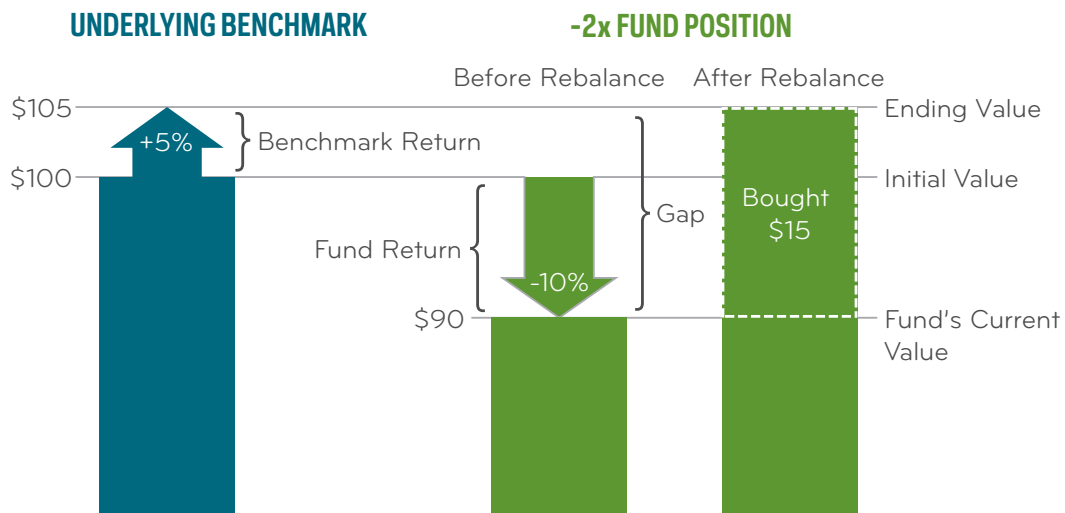 UNDERLYING BENCHMARK
-2x FUND POSITION
Before Rebalance
After Rebalance
$105
Ending Value
+5%
Benchmark Return
$100
Initial Value
Bought
$15
Gap
Fund Return
-10%
$90
Fund's Current
Value